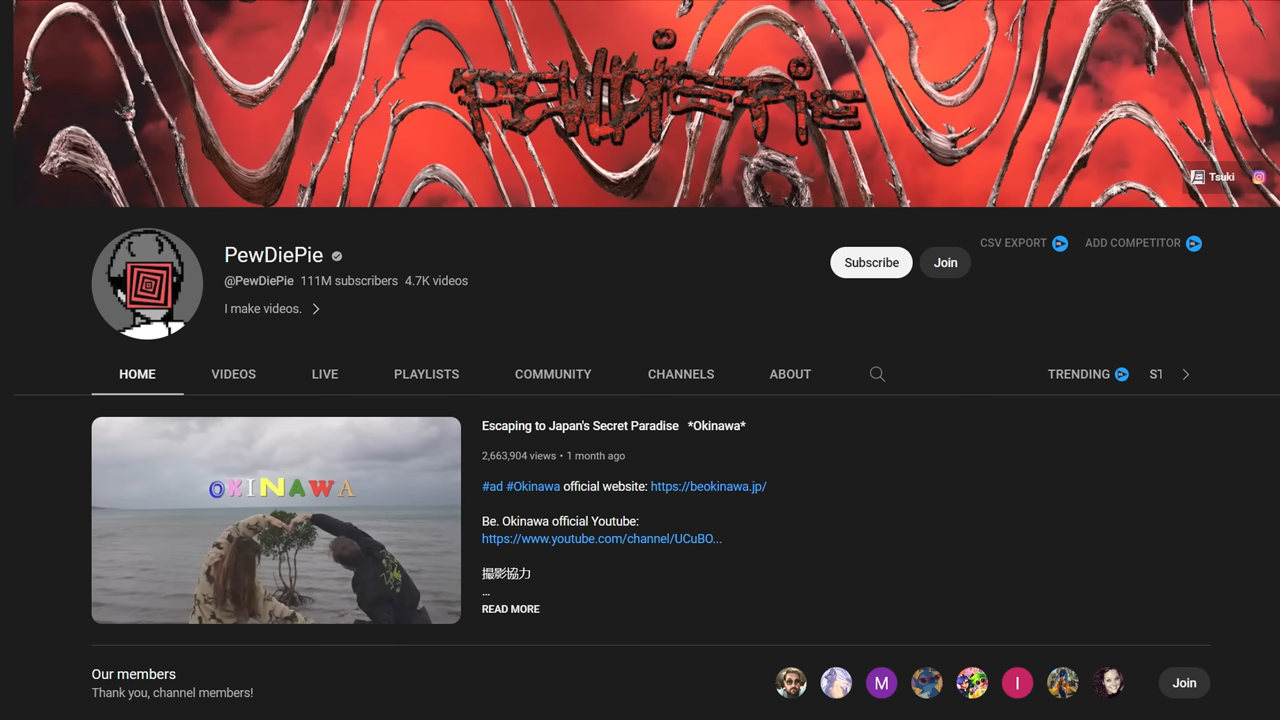 PEWDIEPIE
Tsuki
PewDiePie
@PewDiePie 111M subscribers 4.7K videos
I make videos.
Subscribe
Join
CSV EXPORT
ADD COMPETITOR
HOME
VIDEOS
LIVE
PLAYLISTS
COMMUNITY
CHANNELS
ABOUT
TRENDING
S1
OKINAWA
Escaping to Japan's Secret Paradise *Okinawa*
2,663,904 views • 1 month ago
#ad #Okinawa official website: https://beokinawa.jp/
Be. Okinawa official Youtube:
https://www.youtube.com/channel/UCuBO...
撮影協力
...
READ MORE
Our members
Thank you, channel members!
M
I
Join